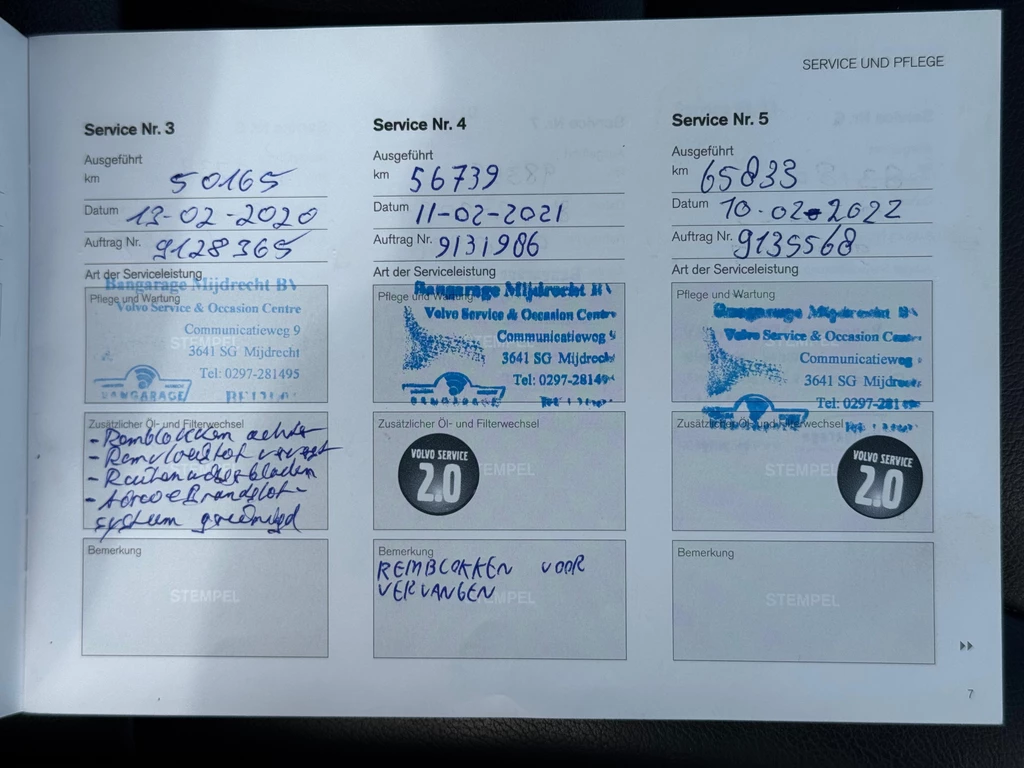 SERVICE UND PFLEGE
Service Nr. 3
Ausgeführt
km 50165
Datum 13-02-2020
Auftrag Nr. 9128365
Art der Serviceleistung
Pflege und Wartung
Bangarage Mijdrecht BV
Volvo Service & Occasion Centre
Communicatieweg 9
3641 SG Mijdrecht
Tel: 0297-281495
BANGARAGE
Zusätzlicher Öl- und Filterwechsel
- Remblokken achter
- Remvloeistof ververst
- Ruitenwisserbladen
- brandstof-
systeem gereinigd
Bemerkung
STEMPEL
Service Nr. 4
Ausgeführt
km 56739
Datum 11-02-2021
Auftrag Nr. 9131986
Art der Serviceleistung
Pflege und Wartung
Bangarage Mijdrecht BV
Volvo Service & Occasion Centre
Communicatieweg 9
3641 SG Mijdrecht
Tel: 0297-28149
Zusätzlicher Öl- und Filterwechsel
VOLVO SERVICE
2.0
STEMPEL
Bemerkung
REMBLOKKEN VOOR
VERVANGEN
STEMPEL
Service Nr. 5
Ausgeführt
km 65833
Datum 10-02-2022
Auftrag Nr. 9135568
Art der Serviceleistung
Pflege und Wartung
Bangarage Mijdrecht BV
Volvo Service & Occasion Centre
Communicatieweg
3641 SG Mijdrecht
Tel: 0297-281
Zusätzlicher Öl- und Filterwechsel
STEMPEL
VOLVO SERVICE
2.0
Bemerkung
STEMPEL
7